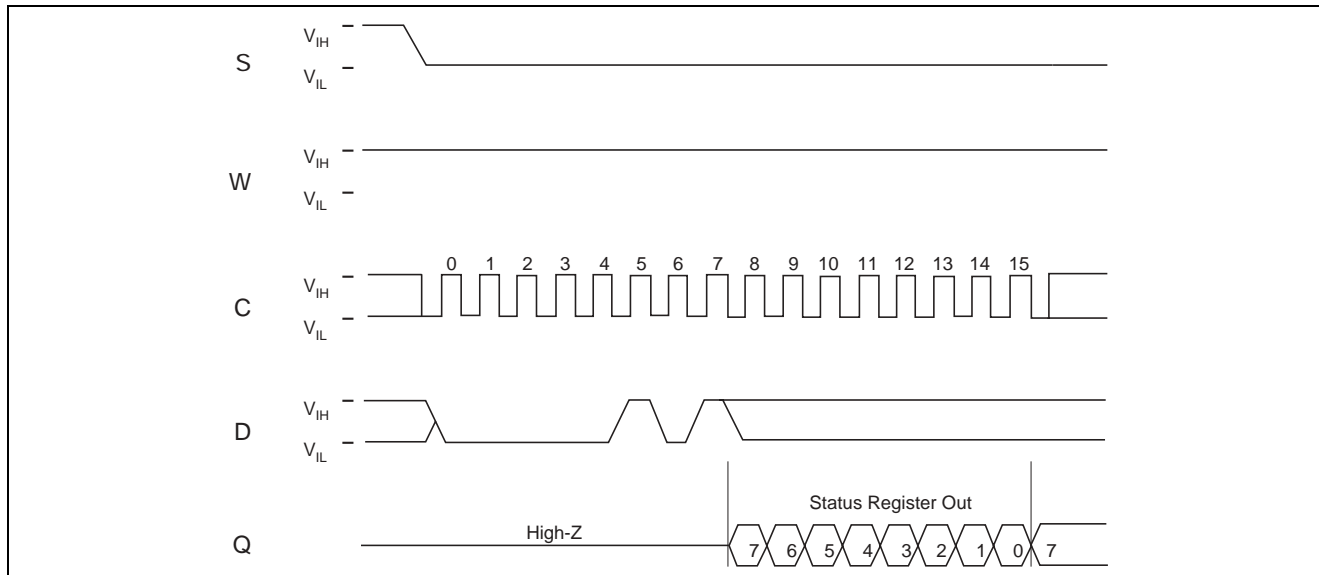 S
V_IH
V_IL
W
V_IH
V_IL
C
V_IH
V_IL
0 1 2 3 4 5 6 7 8 9 10 11 12 13 14 15
D
V_IH
V_IL
Q
High-Z
Status Register Out
7 6 5 4 3 2 1 0 7